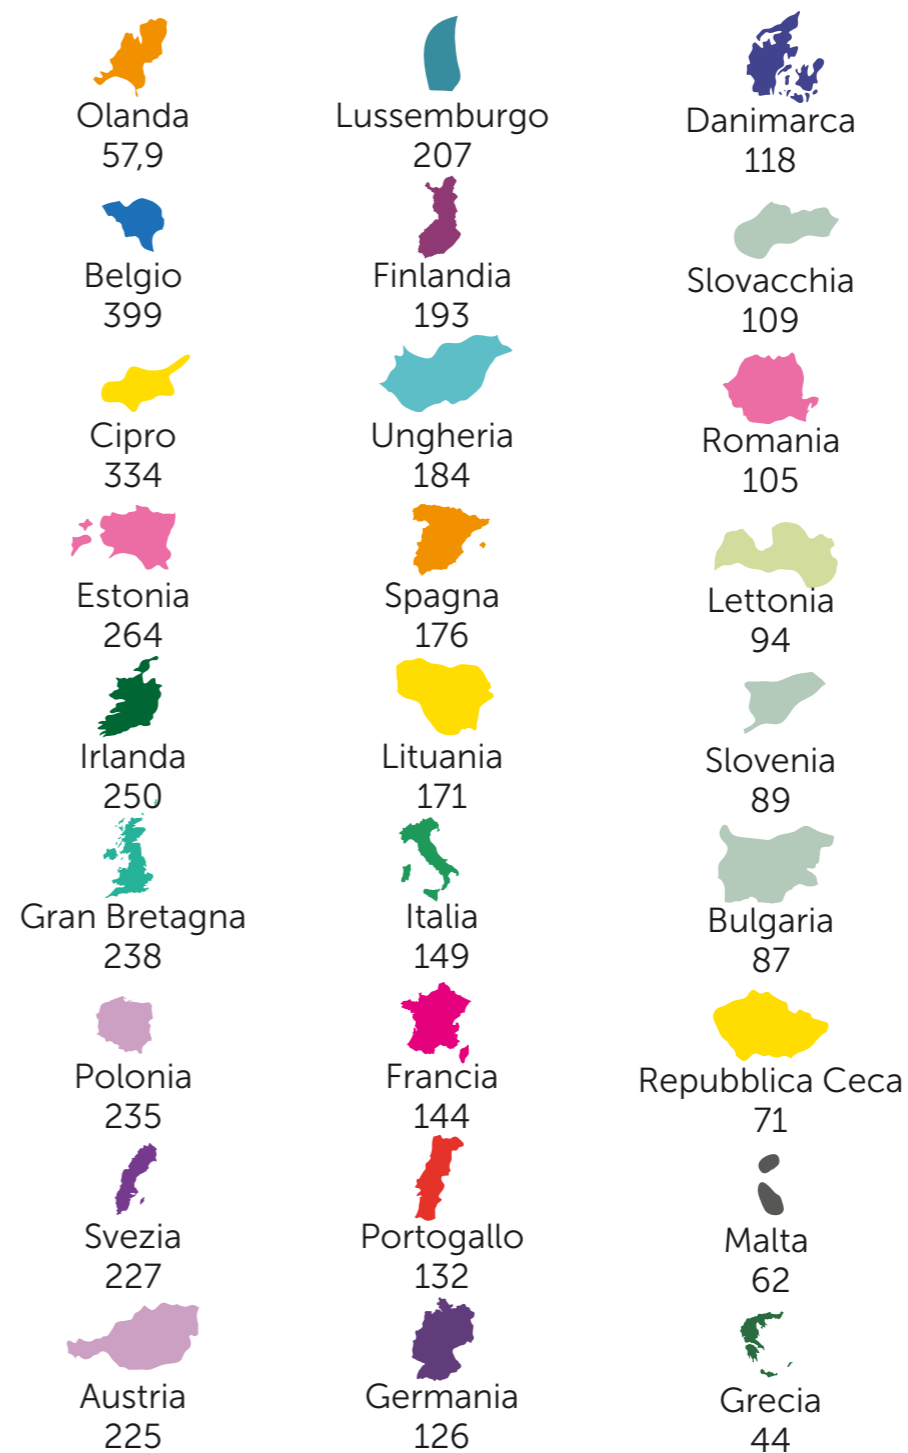 Olanda
57,9
Belgio
399
Cipro
334
Estonia
264
Irlanda
250
Gran Bretagna
238
Polonia
235
Svezia
227
Austria
225
Lussemburgo
207
Finlandia
193
Ungheria
184
Spagna
176
Lituania
171
Italia
149
Francia
144
Portogallo
132
Germania
126
Danimarca
118
Slovacchia
109
Romania
105
Lettonia
94
Slovenia
89
Bulgaria
87
Repubblica Ceca
71
Malta
62
Grecia
44